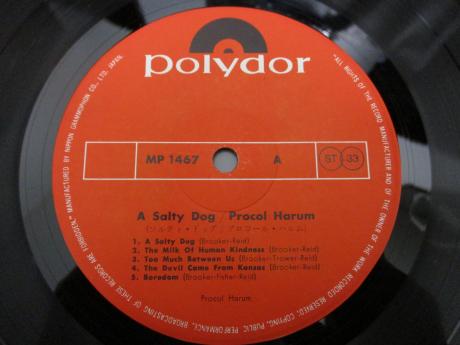 polydor
MP 1467 A ST 33
A Salty Dog / Procol Harum
(ソルティ・ドッグ/プロコール・ハルム)
1. A Salty Dog (Brooker-Reid)
2. The Milk Of Human Kindness (Brooker-Reid)
3. Too Much Between Us (Brooker-Trower-Reid)
4. The Devil Came From Kansas (Brooker-Reid)
5. Boredom (Brooker-Fisher-Reid)
Procol Harum
"ALL RIGHTS OF THE RECORD MANUFACTURER AND OF THE OWNER OF THE RECORDED WORK RESERVED; COPYING, PUBLIC PERFORMANCE, BROADCASTING OF THESE RECORDS ARE FORBIDDEN." MANUFACTURED BY NIPPON GRAMMOPHON CO., LTD. JAPAN.